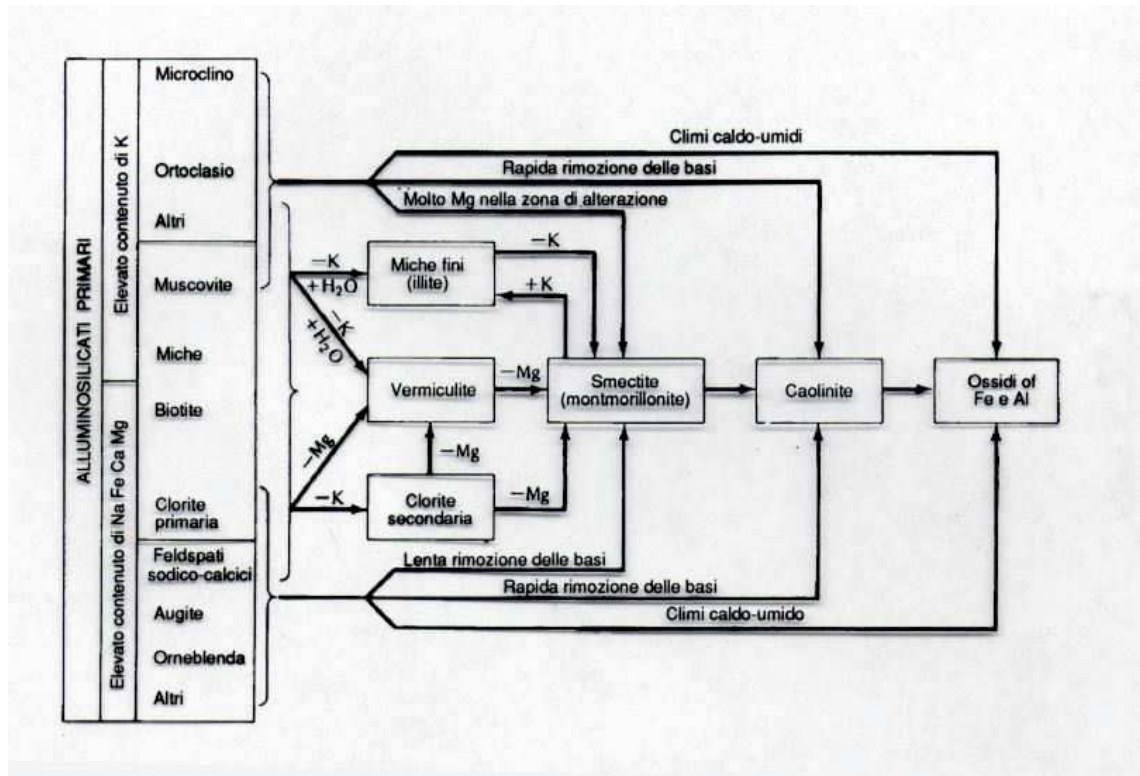 ALLUMINOSILICATI PRIMARI
Elevato contenuto di K
Elevato contenuto di Na Fe Ca Mg
Microclino
Ortoclasio
Altri
Muscovite
Miche
Biotite
Clorite
primaria
Feldspati
sodico-calcici
Augite
Orneblenda
Altri
Climi caldo-umidi
Rapida rimozione delle basi
Molto Mg nella zona di alterazione
−K
+H₂O
−K
+H₂O
Miche fini
(illite)
−K
+K
Vermiculite
−Mg
Smectite
(montmorillonite)
Caolinite
Ossidi of
Fe e Al
−Mg
−K
−Mg
Clorite
secondaria
−Mg
Lenta rimozione delle basi
Rapida rimozione delle basi
Climi caldo-umido